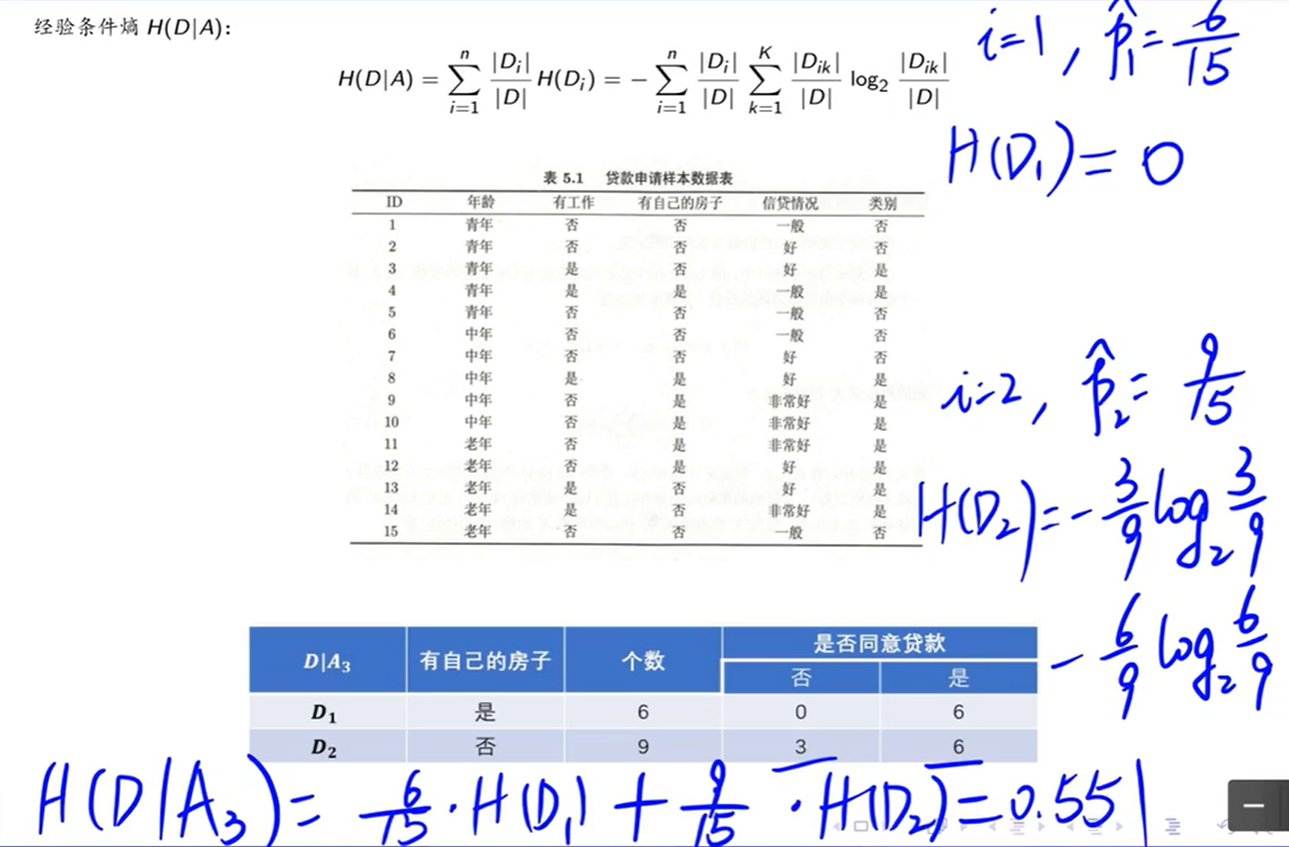 经验条件熵 H(D|A):
H(D|A) = \sum_{i=1}^{n} \frac{|D_i|}{|D|} H(D_i) = -\sum_{i=1}^{n} \frac{|D_i|}{|D|} \sum_{k=1}^{K} \frac{|D_{ik}|}{|D|} log_2 \frac{|D_{ik}|}{|D|}
i=1, \hat{p}_1 = \frac{6}{15}
H(D_1) = 0
表 5.1 贷款申请样本数据表
ID 年龄 有工作 有自己的房子 信贷情况 类别
1 青年 否 否 一般 否
2 青年 否 否 好 否
3 青年 是 否 好 是
4 青年 是 是 一般 是
5 青年 否 否 一般 否
6 中年 否 否 一般 否
7 中年 否 否 好 否
8 中年 是 是 好 是
9 中年 否 是 非常好 是
10 中年 否 是 非常好 是
11 老年 否 是 非常好 是
12 老年 否 是 好 是
13 老年 是 否 好 是
14 老年 是 否 非常好 是
15 老年 否 否 一般 否
i=2, \hat{p}_2 = \frac{9}{15}
H(D_2) = -\frac{3}{9} log_2 \frac{3}{9}
-\frac{6}{9} log_2 \frac{6}{9}
D|A_3 有自己的房子 个数 是否同意贷款
否 是
D_1 是 6 0 6
D_2 否 9 3 6
H(D|A_3) = \frac{6}{15} · H(D_1) + \frac{9}{15} · H(D_2) = 0.551